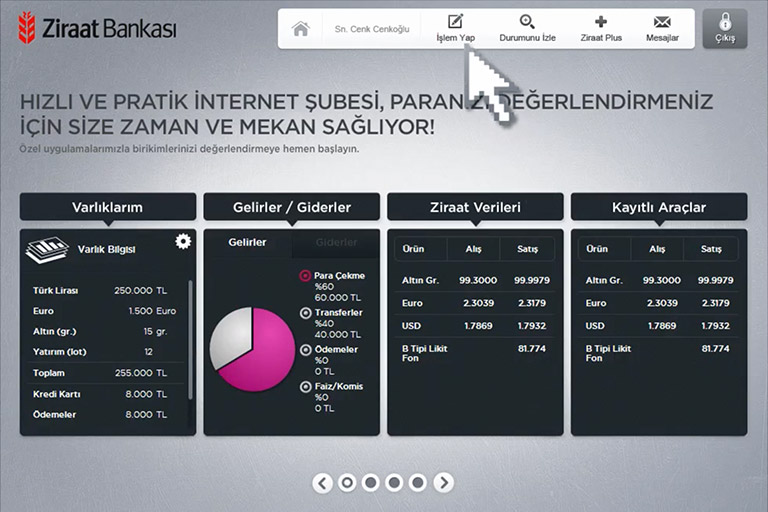 Ziraat Bankası
Sn. Cenk Cenkoğlu
İşlem Yap
Durumunu İzle
Ziraat Plus
Mesajlar
Çıkış
HIZLI VE PRATİK İNTERNET ŞUBESİ, PARANIZI DEĞERLENDİRMENİZ
İÇİN SİZE ZAMAN VE MEKAN SAĞLIYOR!
Özel uygulamalarımızla birikimlerinizi değerlendirmeye hemen başlayın.
Varlıklarım
Varlık Bilgisi
Türk Lirası 250.000 TL
Euro 1.500 Euro
Altın (gr.) 15 gr.
Yatırım (lot) 12
Toplam 255.000 TL
Kredi Kartı 8.000 TL
Ödemeler 8.000 TL
Gelirler / Giderler
Gelirler Giderler
Para Çekme
%60
60.000 TL
Transferler
%40
40.000 TL
Ödemeler
%0
0 TL
Faiz/Komis
%0
0 TL
Ziraat Verileri
Ürün Alış Satış
Altın Gr. 99.3000 99.9979
Euro 2.3039 2.3179
USD 1.7869 1.7932
B Tipi Likit 81.774
Fon
Kayıtlı Araçlar
Ürün Alış Satış
Altın Gr. 99.3000 99.9979
Euro 2.3039 2.3179
USD 1.7869 1.7932
B Tipi Likit 81.774
Fon